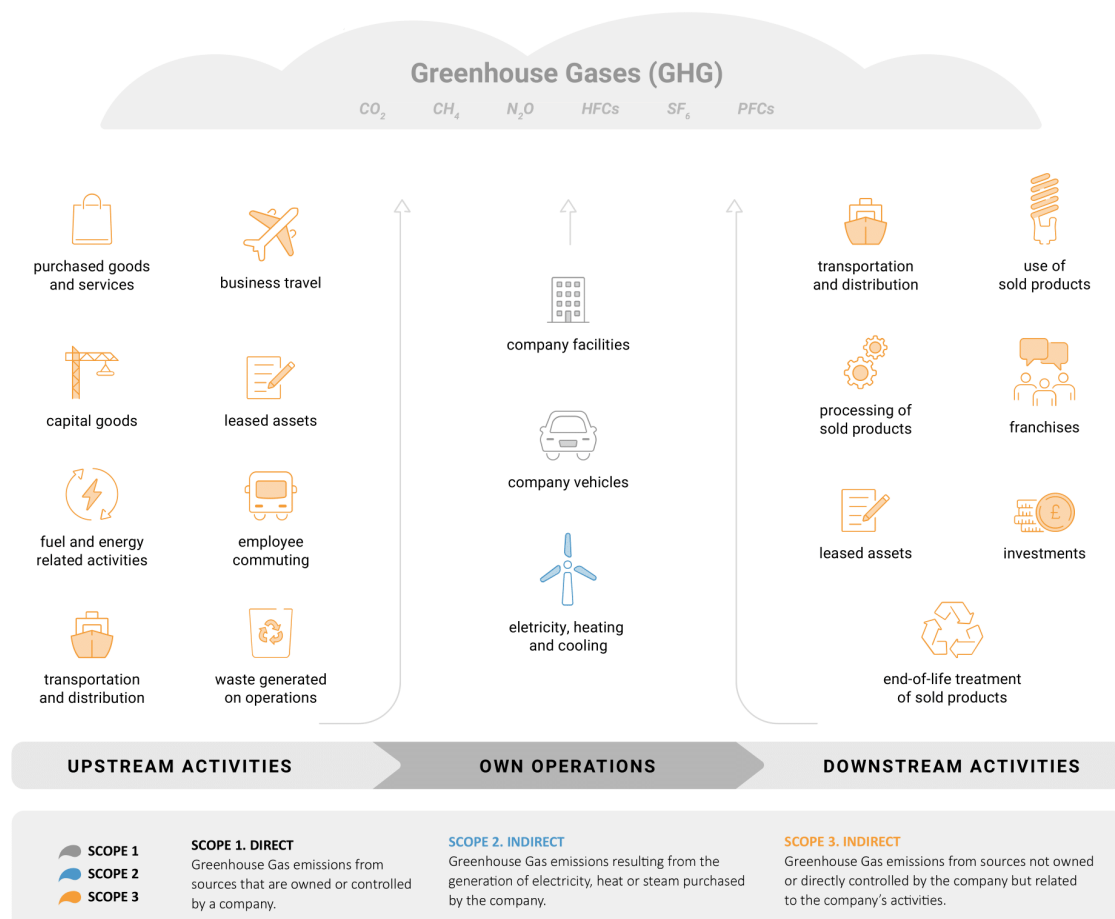 Greenhouse Gases (GHG)
CO₂ CH₄ N₂O HFCs SF₆ PFCs
purchased goods
and services
business travel
capital goods
leased assets
fuel and energy
related activities
employee
commuting
transportation
and distribution
waste generated
on operations
company facilities
company vehicles
eletricity, heating
and cooling
transportation
and distribution
use of
sold products
processing of
sold products
franchises
leased assets
£
investments
end-of-life treatment
of sold products
UPSTREAM ACTIVITIES
OWN OPERATIONS
DOWNSTREAM ACTIVITIES
SCOPE 1
SCOPE 2
SCOPE 3
SCOPE 1. DIRECT
Greenhouse Gas emissions from
sources that are owned or controlled
by a company.
SCOPE 2. INDIRECT
Greenhouse Gas emissions resulting from the
generation of electricity, heat or steam purchased
by the company.
SCOPE 3. INDIRECT
Greenhouse Gas emissions from sources not owned
or directly controlled by the company but related
to the company’s activities.